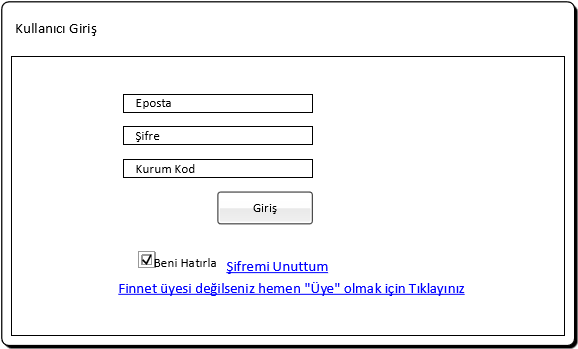 Kullanıcı Giriş
Eposta
Şifre
Kurum Kod
Giriş
Beni Hatırla Şifremi Unuttum
Finnet üyesi değilseniz hemen "Üye" olmak için Tıklayınız